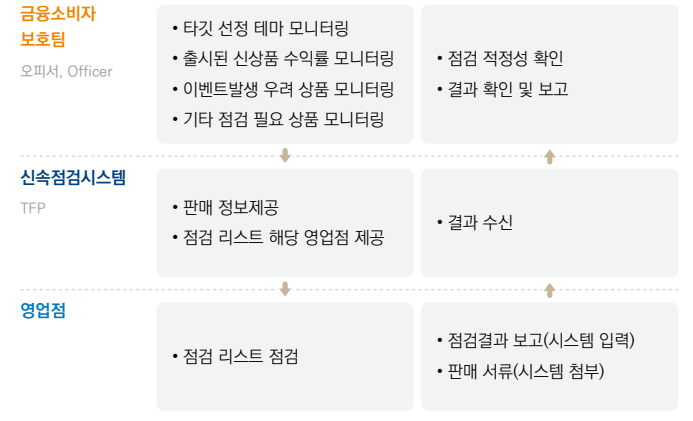 금융소비자
보호팀
오피서, Officer
• 타깃 선정 테마 모니터링
• 출시된 신상품 수익률 모니터링
• 이벤트발생 우려 상품 모니터링
• 기타 점검 필요 상품 모니터링
• 점검 적정성 확인
• 결과 확인 및 보고
신속점검시스템
TFP
• 판매 정보제공
• 점검 리스트 해당 영업점 제공
• 결과 수신
영업점
• 점검 리스트 점검
• 점검결과 보고(시스템 입력)
• 판매 서류(시스템 첨부)